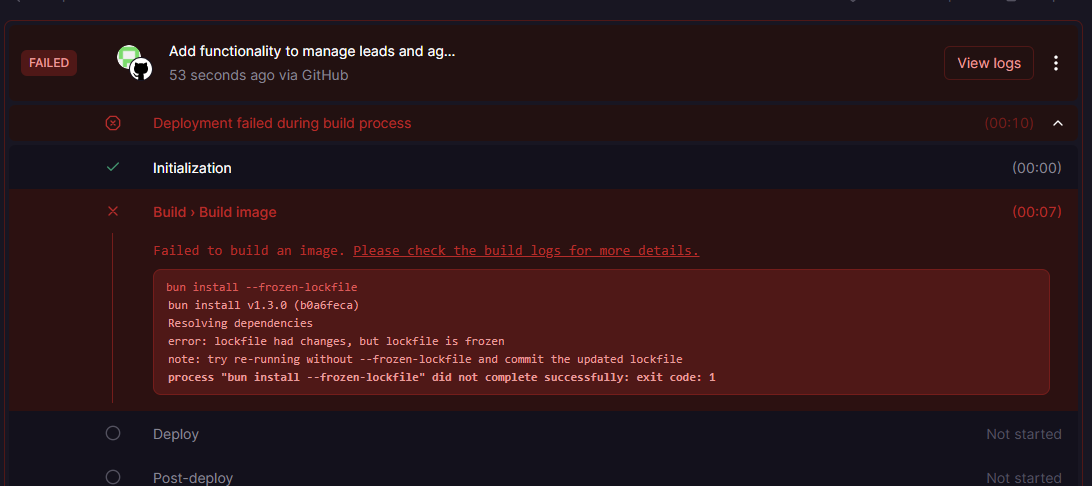 FAILED
Add functionality to manage leads and ag...
53 seconds ago via GitHub
View logs
Deployment failed during build process
(00:10)
Initialization
(00:00)
Build › Build image
(00:07)
Failed to build an image. Please check the build logs for more details.
bun install --frozen-lockfile
bun install v1.3.0 (b0a6feca)
Resolving dependencies
error: lockfile had changes, but lockfile is frozen
note: try re-running without --frozen-lockfile and commit the updated lockfile
process "bun install --frozen-lockfile" did not complete successfully: exit code: 1
Deploy
Not started
Post-deploy
Not started